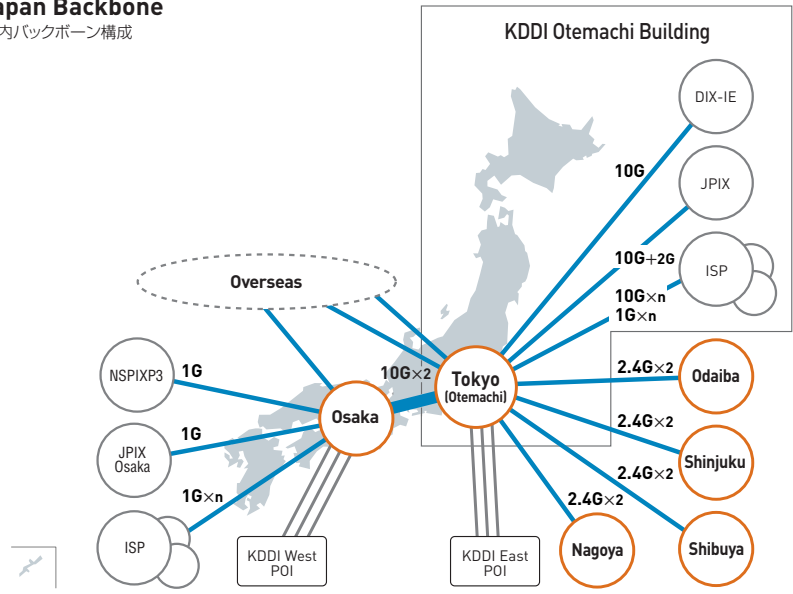 apan Backbone
内バックボーン構成
KDDI Otemachi Building
DIX-IE
10G
JPIX
10G+2G
ISP
10G×n
1G×n
Overseas
NSPIXP3
1G
10G×2
Tokyo
(Otemachi)
2.4G×2
Odaiba
Osaka
1G
JPIX
Osaka
2.4G×2
Shinjuku
1G×n
2.4G×2
2.4G×2
ISP
KDDI West
POI
KDDI East
POI
Nagoya
Shibuya